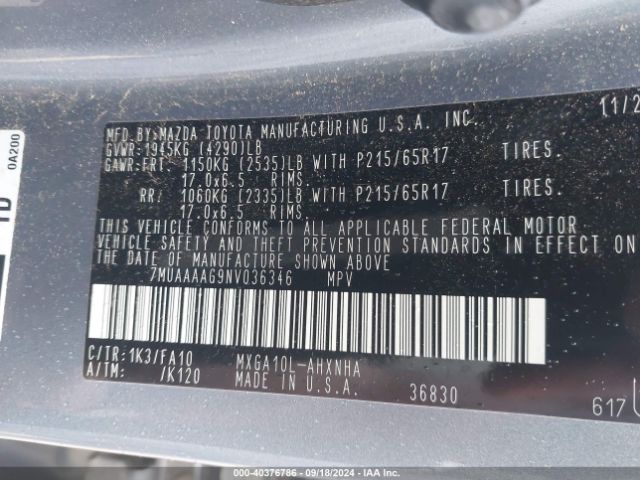 0A200
11/2
MFD.BY:MAZDA TOYOTA MANUFACTURING U.S.A. INC.
GVWR:1945KG (4290)LB
GAWR:FRT: 1150KG (2535)LB WITH P215/65R17 TIRES.
17.0x6.5 RIMS.
RR: 1060KG (2335)LB WITH P215/65R17 TIRES.
17.0x6.5 RIMS.
THIS VEHICLE CONFORMS TO ALL APPLICABLE FEDERAL MOTOR
VEHICLE SAFETY AND THEFT PREVENTION STANDARDS IN EFFECT ON
THE DATE OF MANUFACTURE SHOWN ABOVE
7MUAAAAG9NV036346 MPV
C/TR:1K3/FA10 MXGA10L-AHXNHA
A/TM: /K120 MADE IN U.S.A. 36830
617
000-40376786 - 09/18/2024 - IAA Inc.